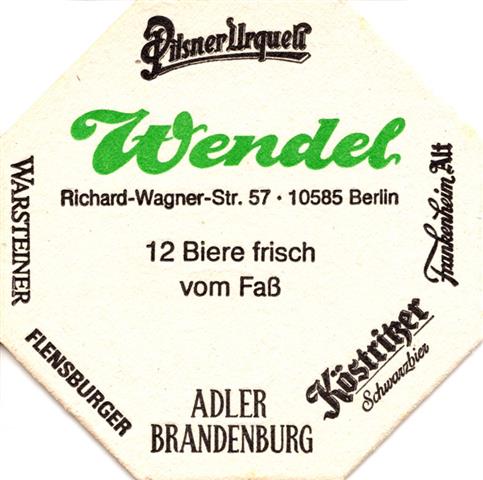 Pilsner Urquell
Wendel
Richard-Wagner-Str. 57 · 10585 Berlin
12 Biere frisch
vom Faß
WARSTEINER
FLENSBURGER
ADLER
BRANDENBURG
Köstritzer
Schwarzbier
Frankenheim Alt